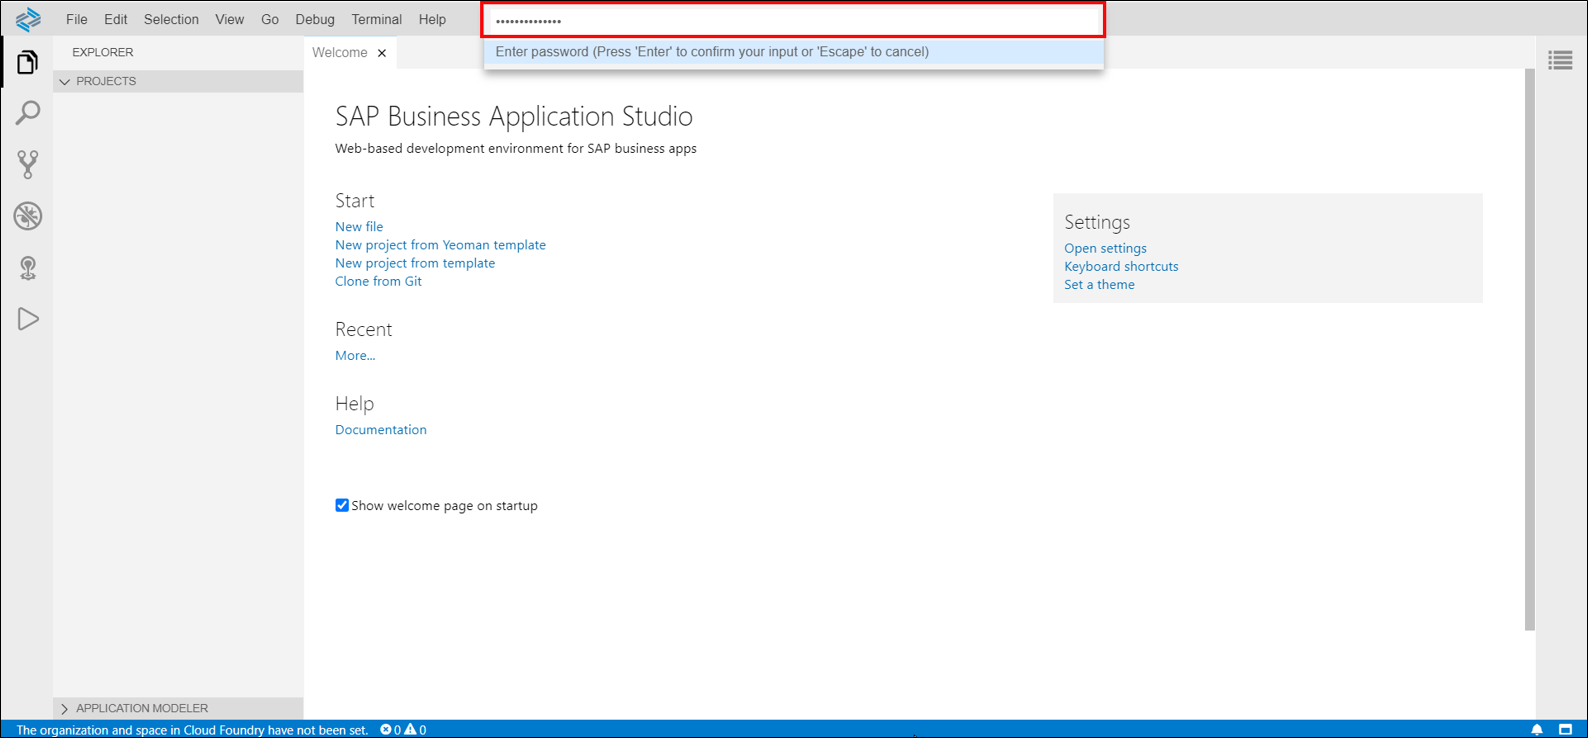 File Edit Selection View Go Debug Terminal Help
••••••••••••••
Enter password (Press 'Enter' to confirm your input or 'Escape' to cancel)
EXPLORER
PROJECTS
Welcome ×
SAP Business Application Studio
Web-based development environment for SAP business apps
Start
New file
New project from Yeoman template
New project from template
Clone from Git
Recent
More...
Help
Documentation
Show welcome page on startup
Settings
Open settings
Keyboard shortcuts
Set a theme
APPLICATION MODELER
The organization and space in Cloud Foundry have not been set. 0 0